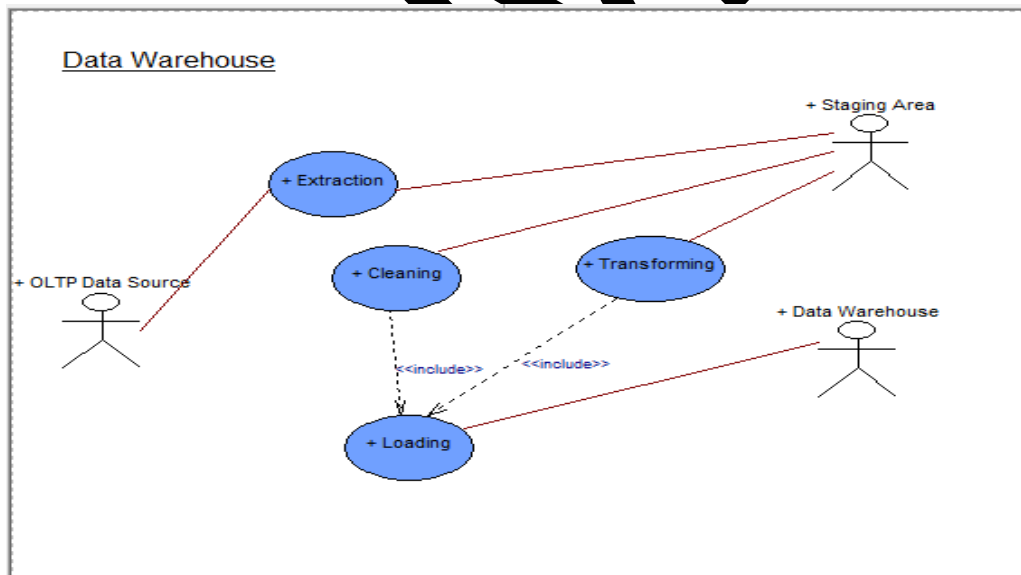 Data Warehouse
+ Staging Area
+ Extraction
+ Cleaning
+ Transforming
+ OLTP Data Source
+ Data Warehouse
<<include>>
<<include>>
+ Loading